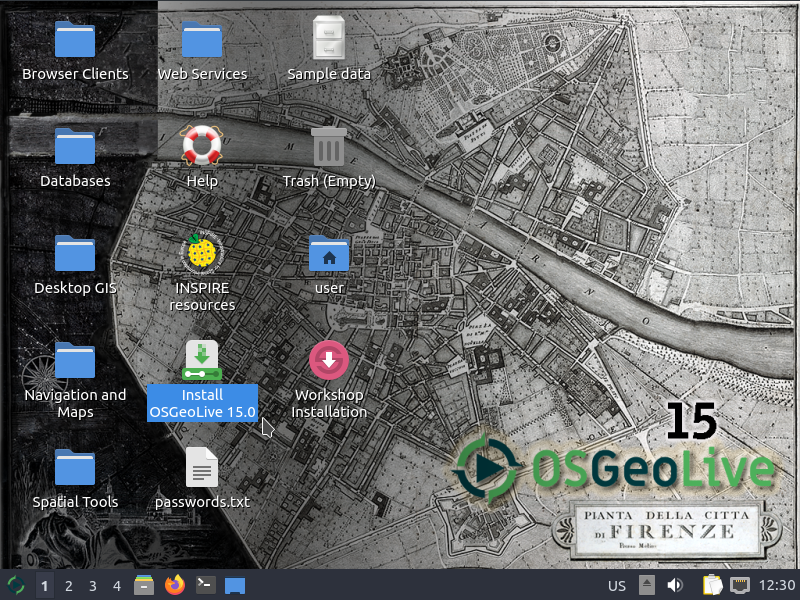 Browser Clients
Web Services
Sample data
Databases
Help
Trash (Empty)
Desktop GIS
INSPIRE
resources
user
Navigation and
Maps
Install
OSGeoLive 15.0
Workshop
Installation
Spatial Tools
passwords.txt
ARNO
15
OSGeoLive
PIANTA DELLA CITTA
DI FIRENZE
1 2 3 4
US
12:30